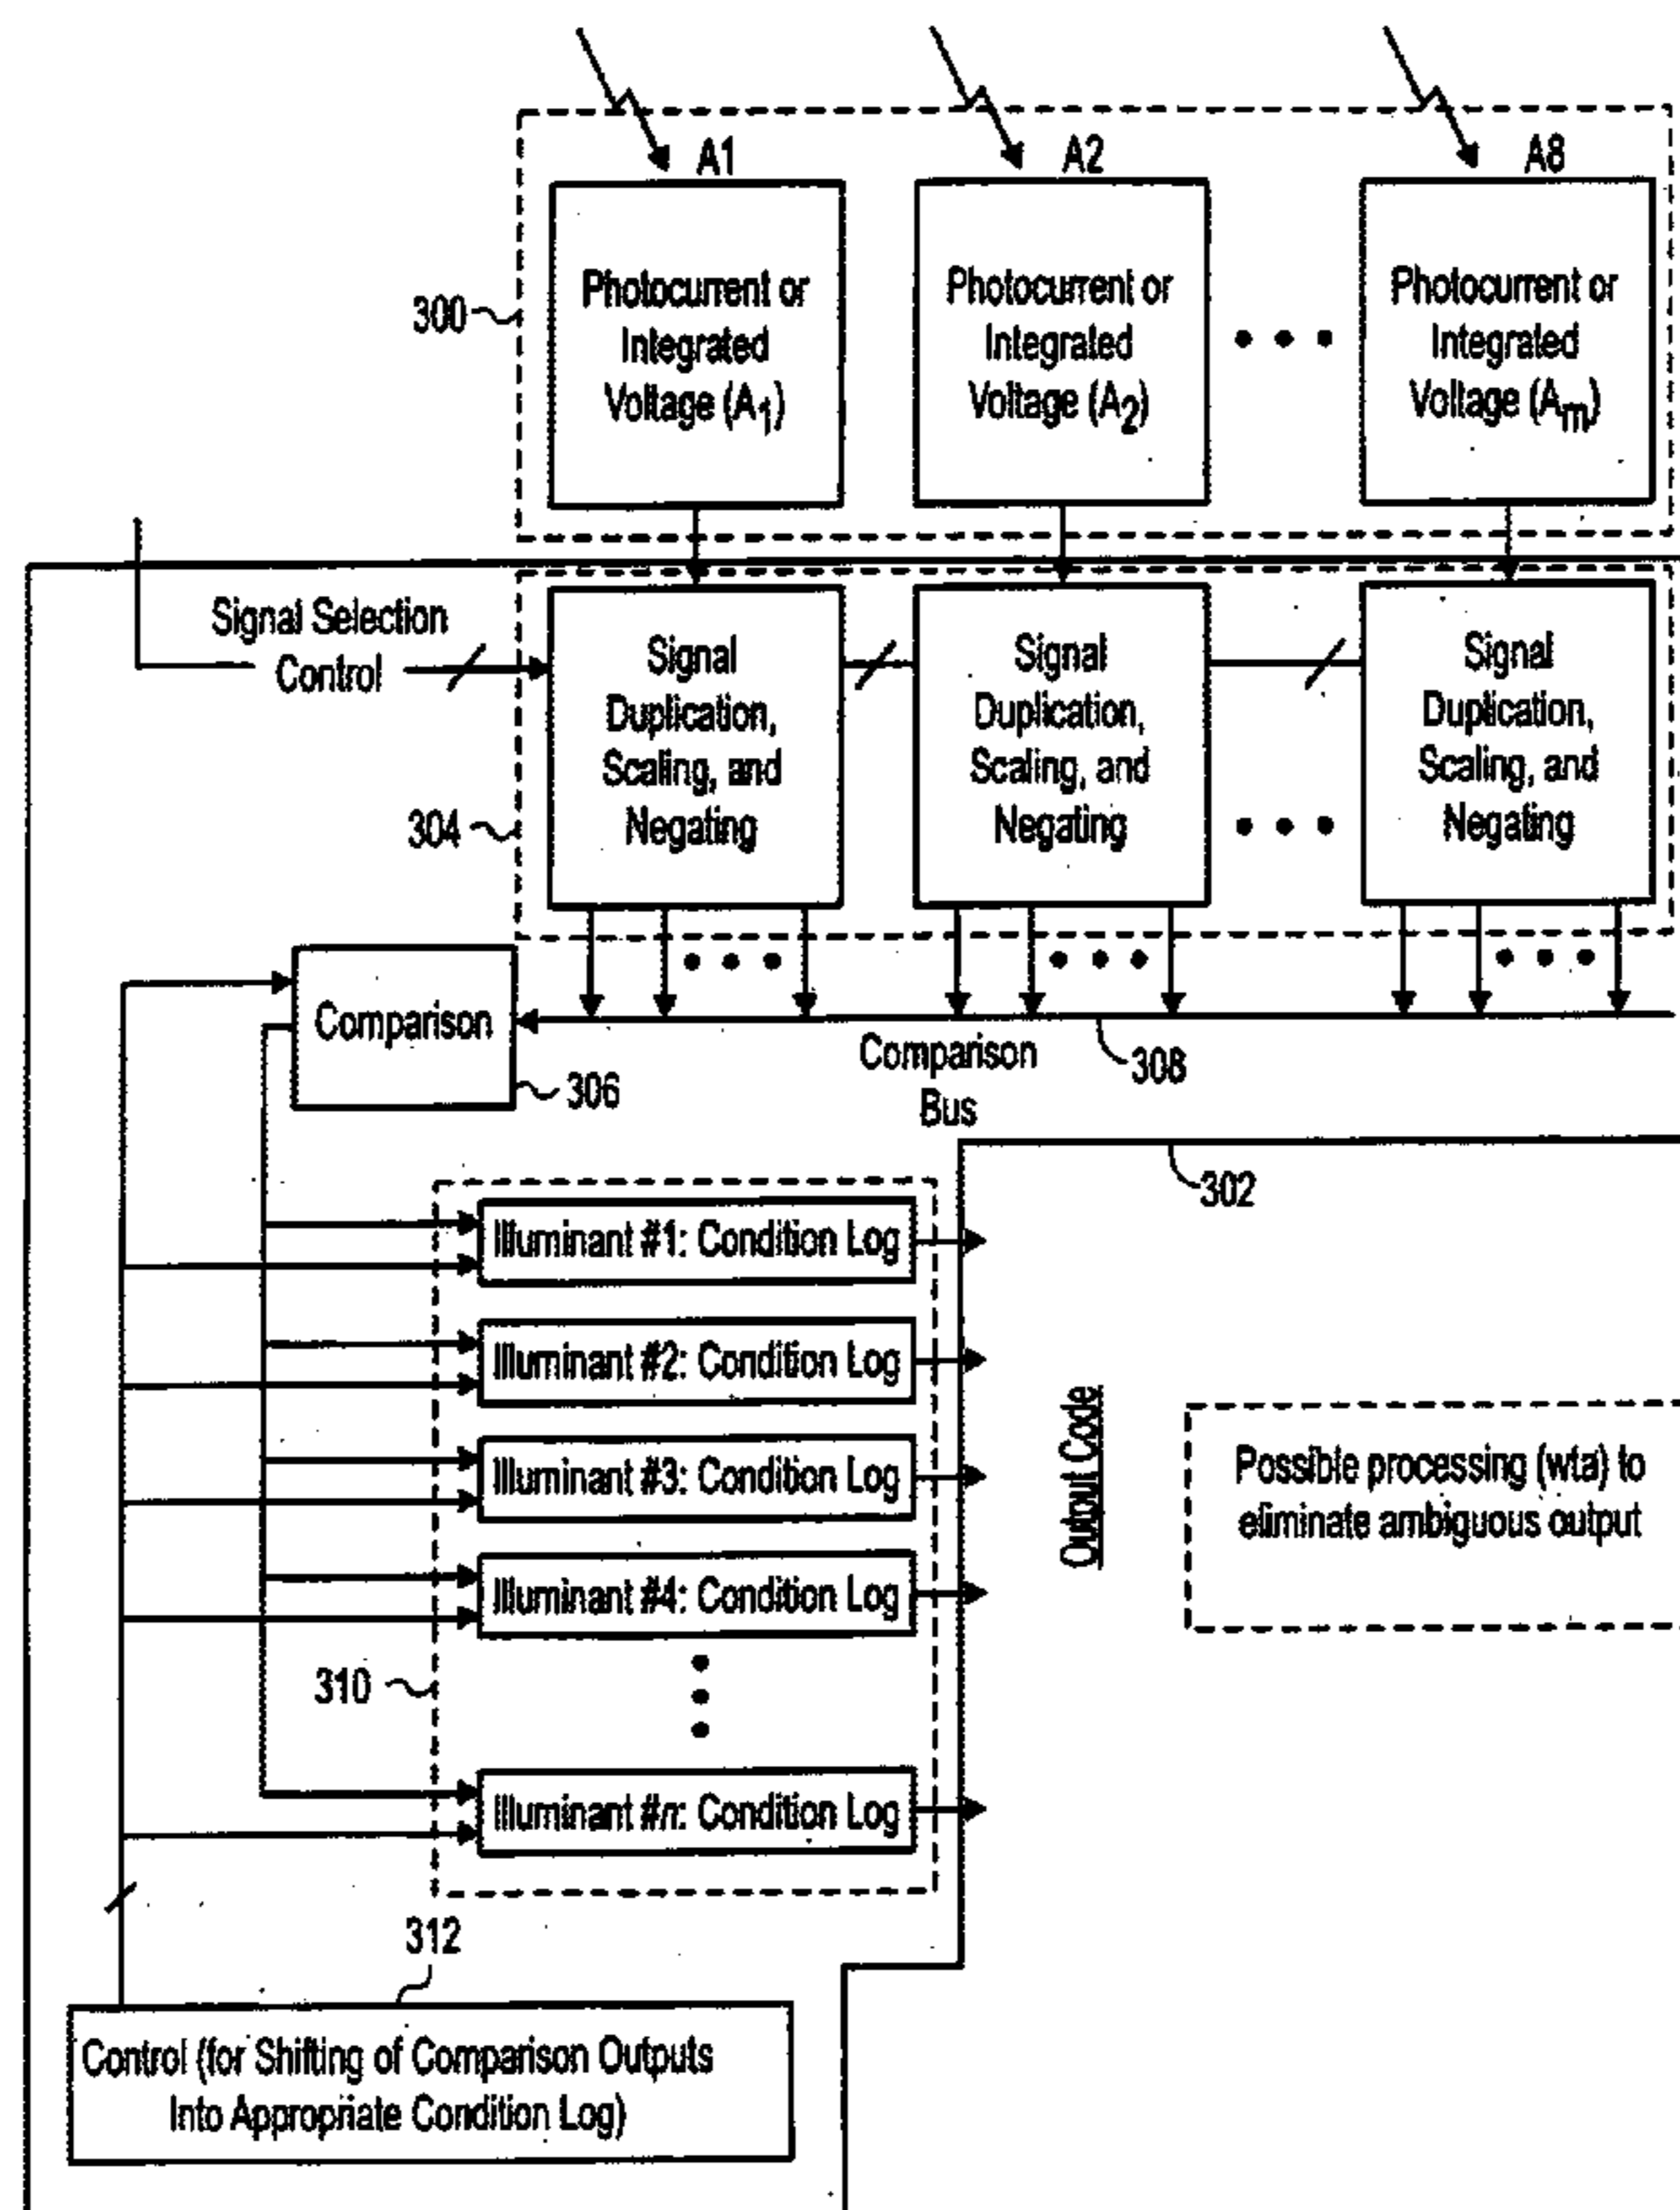 A1
A2
A8
Photocurrent or
Integrated
Voltage (A1)
Photocurrent or
Integrated
Voltage (A2)
Photocurrent or
Integrated
Voltage (Am)
300
Signal Selection
Control
Signal
Duplication,
Scaling, and
Negating
Signal
Duplication,
Scaling, and
Negating
Signal
Duplication,
Scaling, and
Negating
304
Comparison
306
Comparison
Bus
308
302
Illuminant #1: Condition Log
Illuminant #2: Condition Log
Illuminant #3: Condition Log
Illuminant #4: Condition Log
Illuminant #n: Condition Log
310
Output Code
Possible processing (wta) to
eliminate ambiguous output
312
Control (for Shifting of Comparison Outputs
Into Appropriate Condition Log)